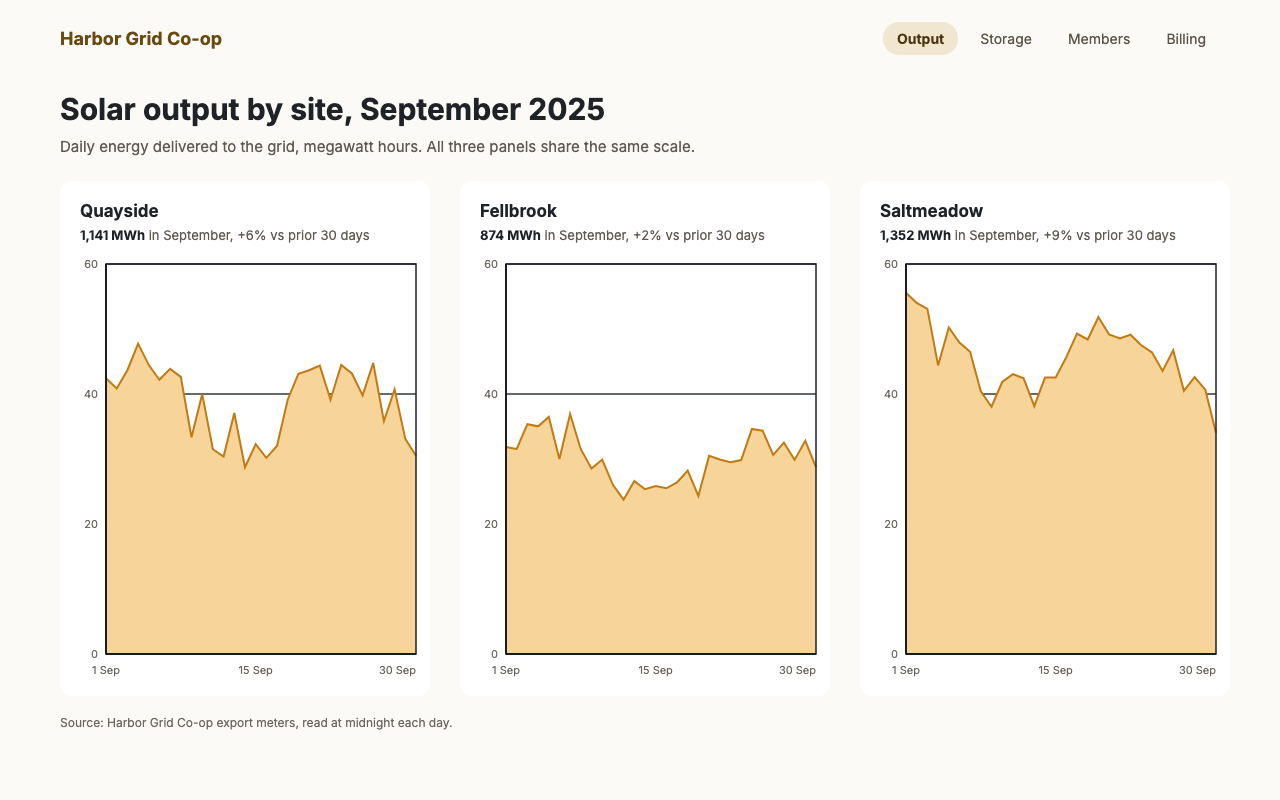 Harbor Grid Co-op
Output Storage Members Billing
Solar output by site, September 2025
Daily energy delivered to the grid, megawatt hours. All three panels share the same scale.
Quayside
1,141 MWh in September, +6% vs prior 30 days
60
40
20
0
1 Sep 15 Sep 30 Sep
Fellbrook
874 MWh in September, +2% vs prior 30 days
60
40
20
0
1 Sep 15 Sep 30 Sep
Saltmeadow
1,352 MWh in September, +9% vs prior 30 days
60
40
20
0
1 Sep 15 Sep 30 Sep
Source: Harbor Grid Co-op export meters, read at midnight each day.